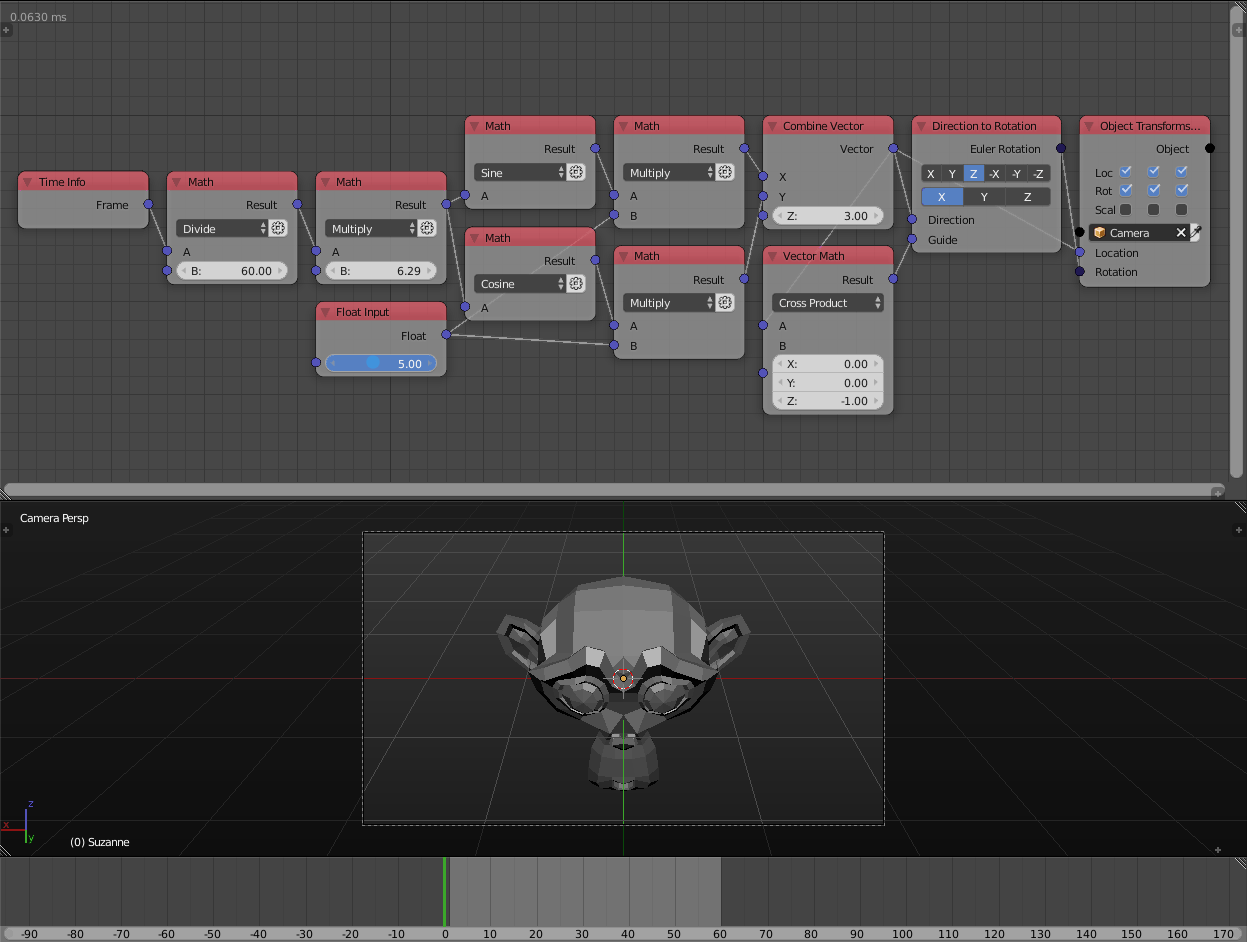 0.0630 ms
Time Info
Frame
Math
Result
Divide
A
B: 60.00
Math
Result
Multiply
A
B: 6.29
Float Input
Float
5.00
Math
Result
Sine
A
Math
Result
Cosine
A
Math
Result
Multiply
A
B
Math
Result
Multiply
A
B
Combine Vector
Vector
X
Y
Z: 3.00
Vector Math
Result
Cross Product
A
B
X: 0.00
Y: 0.00
Z: -1.00
Direction to Rotation
Euler Rotation
X Y Z -X -Y -Z
X Y Z
Direction
Guide
Object Transforms...
Object
Loc
Rot
Scal
Camera
Location
Rotation
Camera Persp
z
x
y
(0) Suzanne
-90 -80 -70 -60 -50 -40 -30 -20 -10 0 10 20 30 40 50 60 70 80 90 100 110 120 130 140 150 160 170